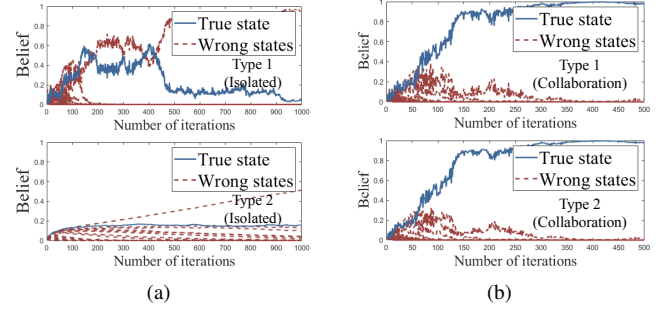 1
0.8
0.6
0.4
0.2
0
Belief
True state
Wrong states
Type 1
(Isolated)
0 100 200 300 400 500 600 700 800 900 1000
Number of iterations
1
0.8
0.6
0.4
0.2
0
Belief
True state
Wrong states
Type 2
(Isolated)
0 100 200 300 400 500 600 700 800 900 1000
Number of iterations
(a)
1
0.8
0.6
0.4
0.2
0
Belief
True state
Wrong states
Type 1
(Collaboration)
0 50 100 150 200 250 300 350 400 450 500
Number of iterations
1
0.8
0.6
0.4
0.2
0
Belief
True state
Wrong states
Type 2
(Collaboration)
0 50 100 150 200 250 300 350 400 450 500
Number of iterations
(b)